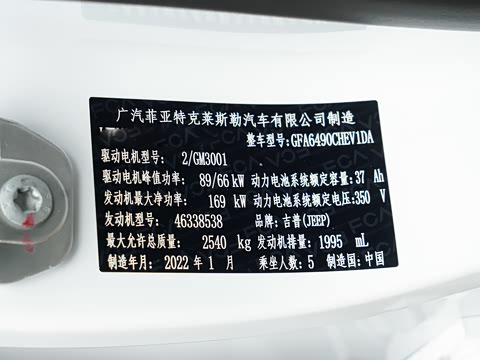 广汽菲亚特克莱斯勒汽车有限公司制造
整车型号: GFA6490CHEV1DA
驱动电机型号: 2/GM3001
驱动电机峰值功率: 89/66 kW 动力电池系统额定容量: 37 Ah
发动机最大净功率: 169 kW 动力电池系统额定电压: 350 V
发动机型号: 46338538 品牌: 吉普(JEEP)
最大允许总质量: 2540 kg 发动机排量: 1995 mL
制造年月: 2022 年 1 月 乘坐人数: 5 制造国: 中国